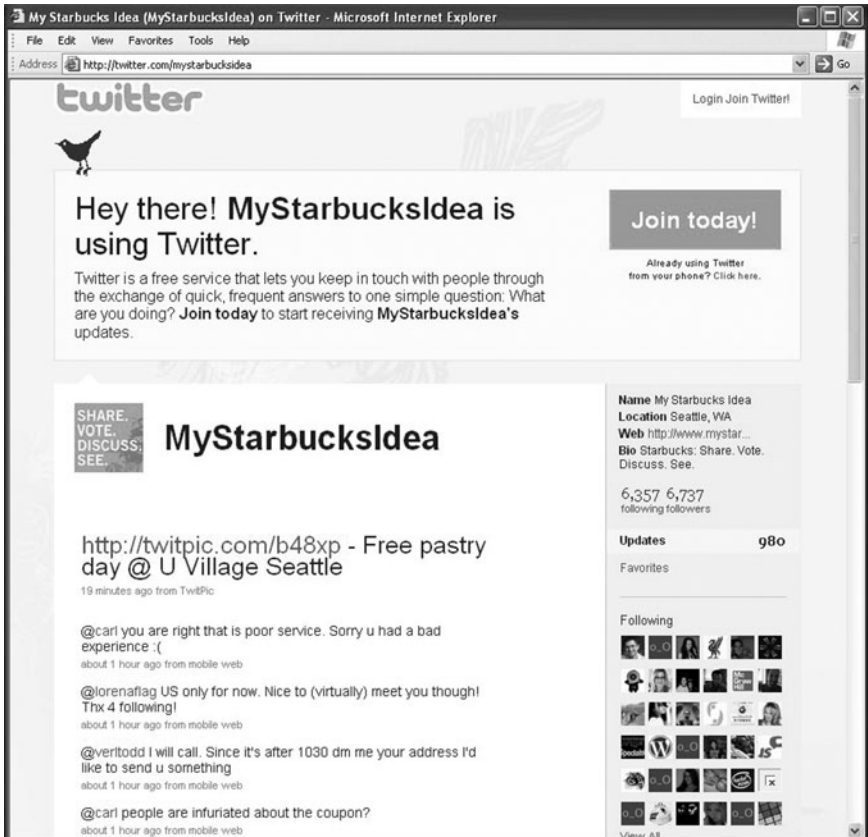 My Starbucks Idea (MyStarbucksIdea) on Twitter - Microsoft Internet Explorer
File Edit View Favorites Tools Help
Address http://twitter.com/mystarbucksidea Go
twitter
Login Join Twitter!
Hey there! MyStarbucksIdea is
using Twitter.
Twitter is a free service that lets you keep in touch with people through
the exchange of quick, frequent answers to one simple question: What
are you doing? Join today to start receiving MyStarbucksIdea's
updates.
Join today!
Already using Twitter
from your phone? Click here.
SHARE.
VOTE.
DISCUSS.
SEE.
MyStarbucksIdea
http://twitpic.com/b48xp - Free pastry
day @ U Village Seattle
19 minutes ago from TwitPic
@carl you are right that is poor service. Sorry u had a bad
experience :(
about 1 hour ago from mobile web
@lorenaflag US only for now. Nice to (virtually) meet you though!
Thx 4 following!
about 1 hour ago from mobile web
@verltodd I will call. Since it's after 1030 dm me your address I'd
like to send u something
about 1 hour ago from mobile web
@carl people are infuriated about the coupon?
about 1 hour ago from mobile web
Name My Starbucks Idea
Location Seattle, WA
Web http://www.mystar...
Bio Starbucks: Share. Vote.
Discuss. See.
6,357 6,737
following followers
Updates 980
Favorites
Following
View All